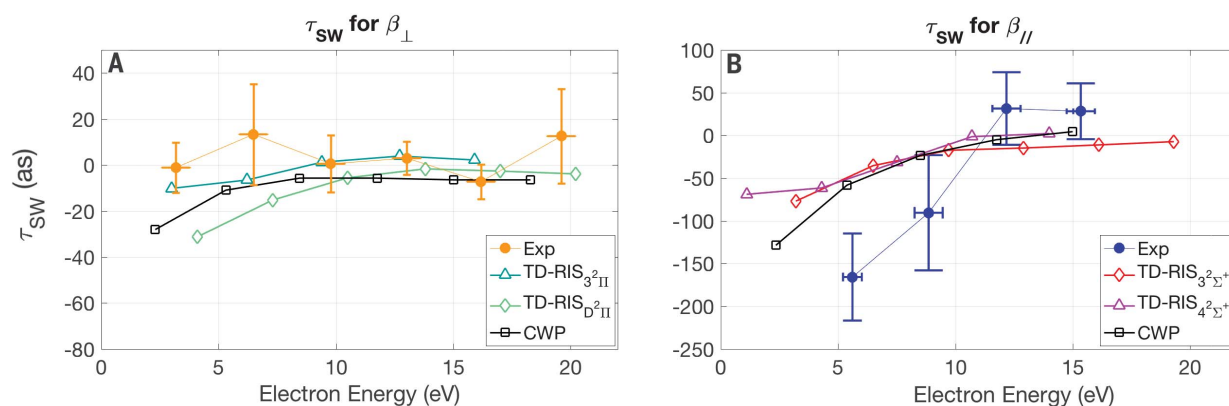 τSW for β⊥
A
40
20
0
-20
-40
-60
-80
τSW (as)
0
5
10
15
20
Electron Energy (eV)
Exp
TD-RIS3²Π
TD-RISD²Π
CWP
τSW for β//
B
100
50
0
-50
-100
-150
-200
-250
0
5
10
15
20
Electron Energy (eV)
Exp
TD-RIS3²Σ⁺
TD-RIS4²Σ⁺
CWP